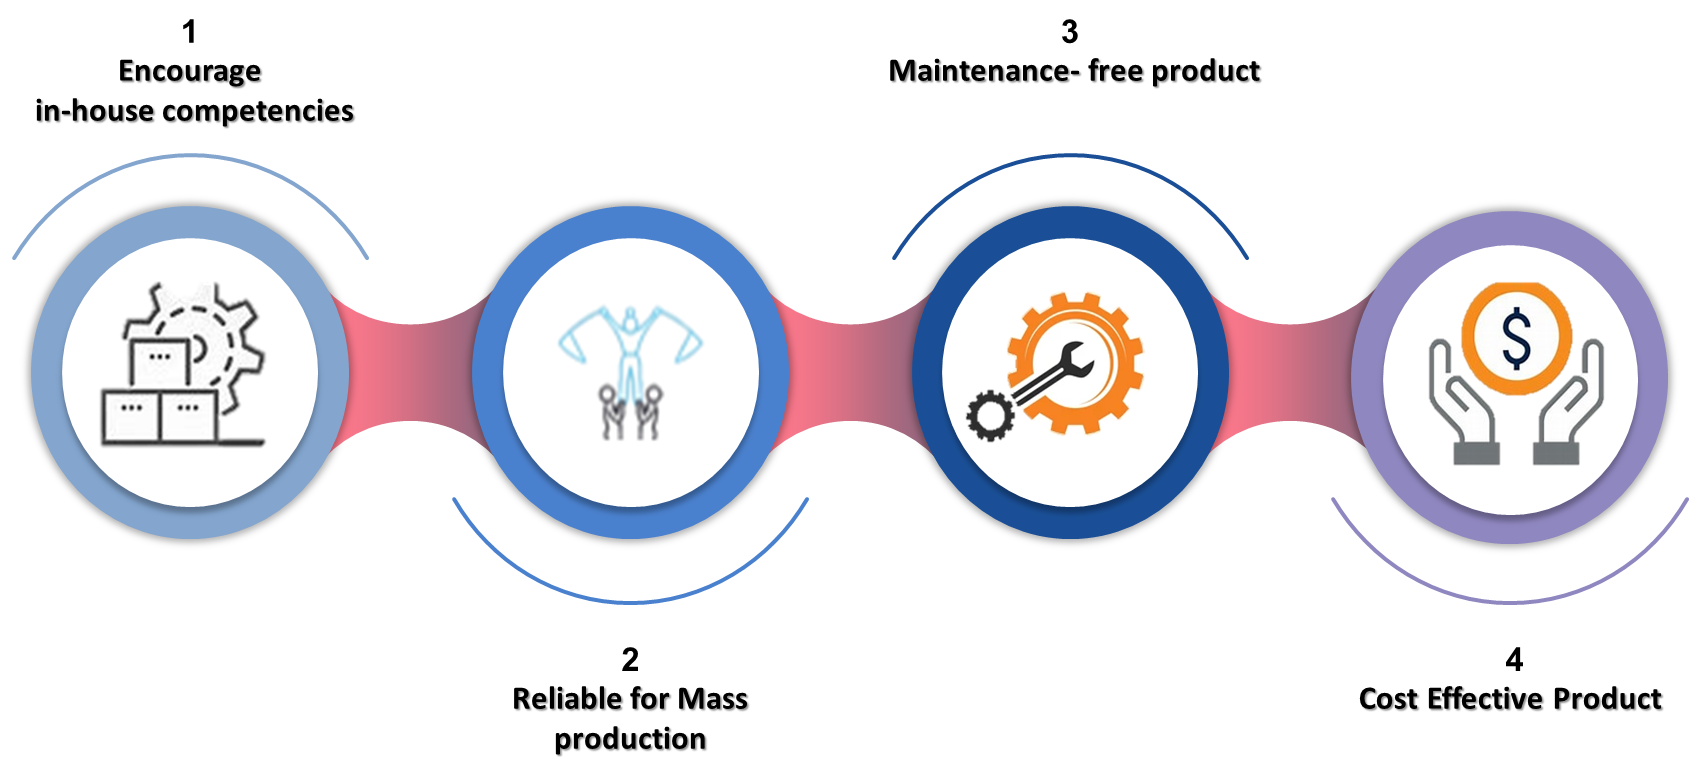 1
Encourage
in-house competencies
2
Reliable for Mass
production
3
Maintenance- free product
$
4
Cost Effective Product